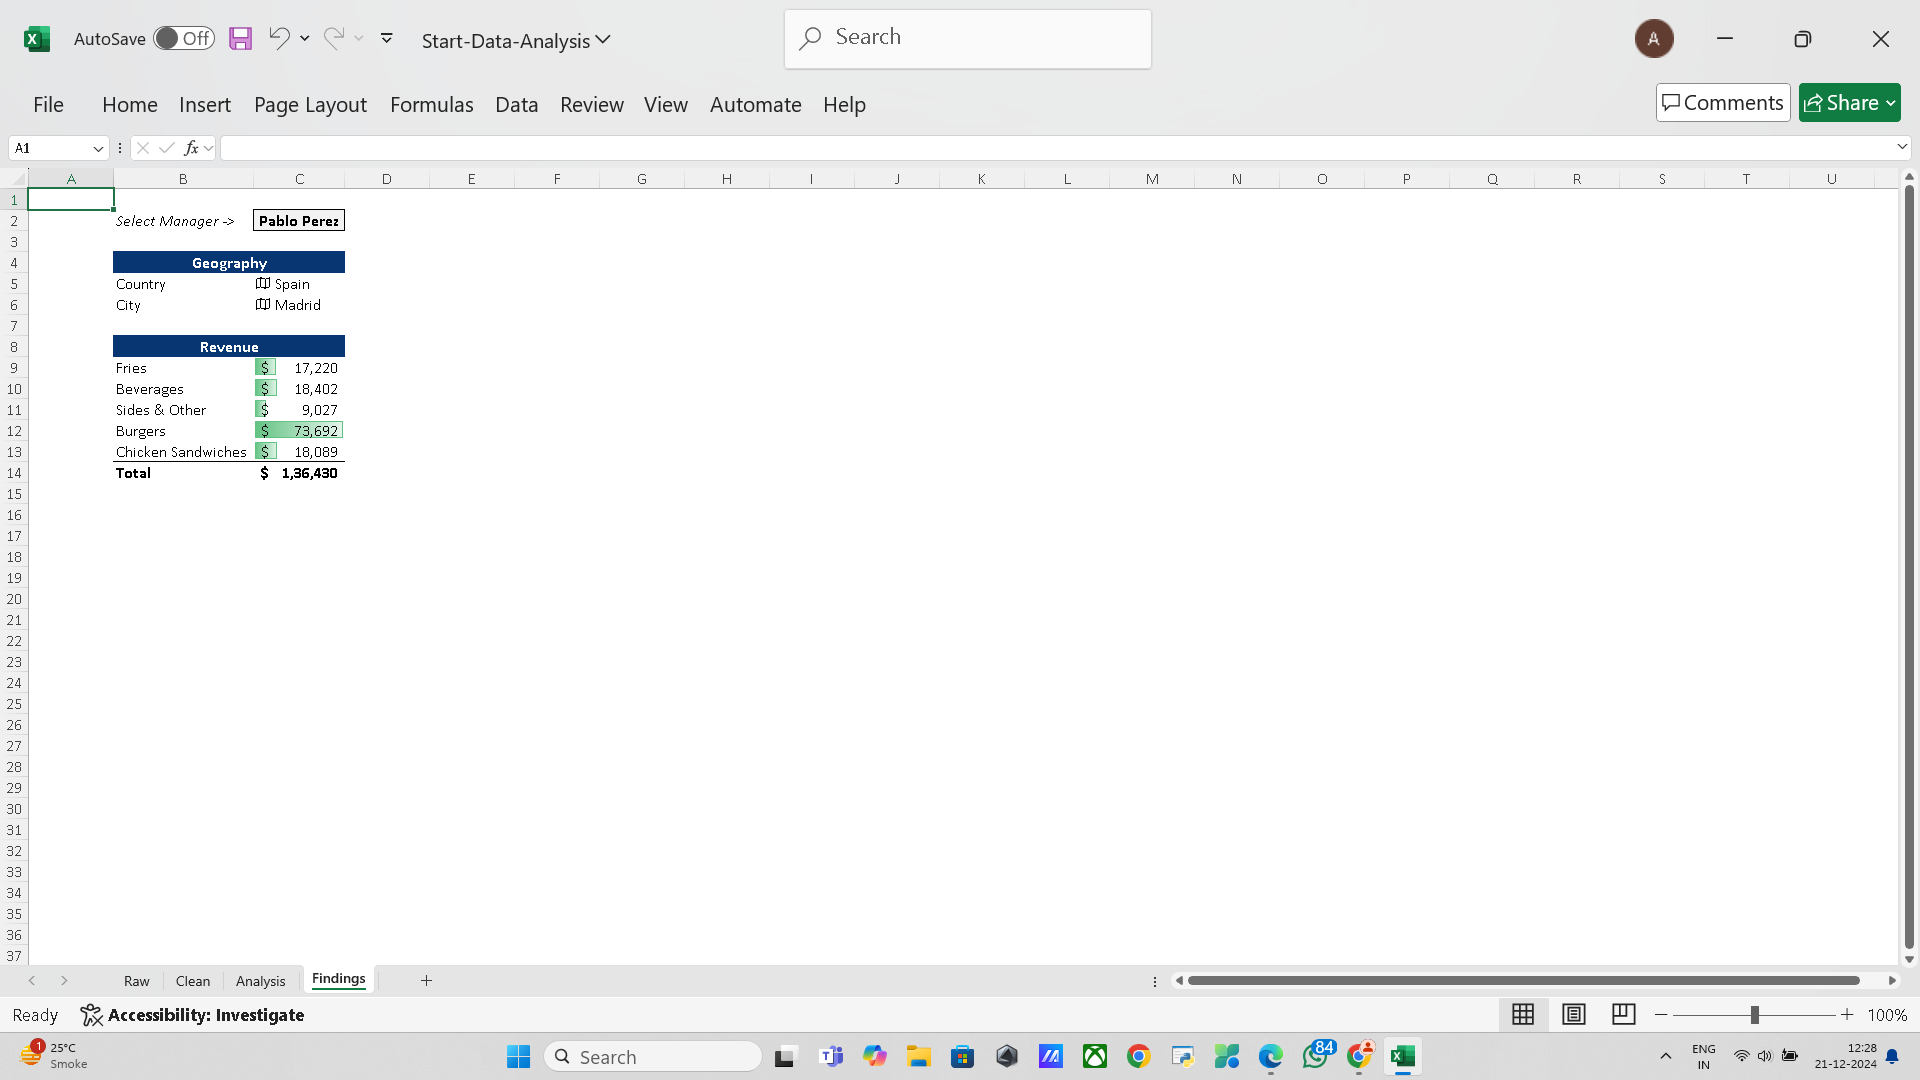 AutoSave Off Start-Data-Analysis Search A
File Home Insert Page Layout Formulas Data Review View Automate Help Comments Share
A1 fx
A B C D E F G H I J K L M N O P Q R S T U
1
2 Select Manager -> Pablo Perez
3
4 Geography
5 Country Spain
6 City Madrid
7
8 Revenue
9 Fries $ 17,220
10 Beverages $ 18,402
11 Sides & Other $ 9,027
12 Burgers $ 73,692
13 Chicken Sandwiches $ 18,089
14 Total $ 1,36,430
15
16
17
18
19
20
21
22
23
24
25
26
27
28
29
30
31
32
33
34
35
36
37
Raw Clean Analysis Findings
Ready Accessibility: Investigate 100%
1 25°C Search 84 ENG 12:28
Smoke IN 21-12-2024